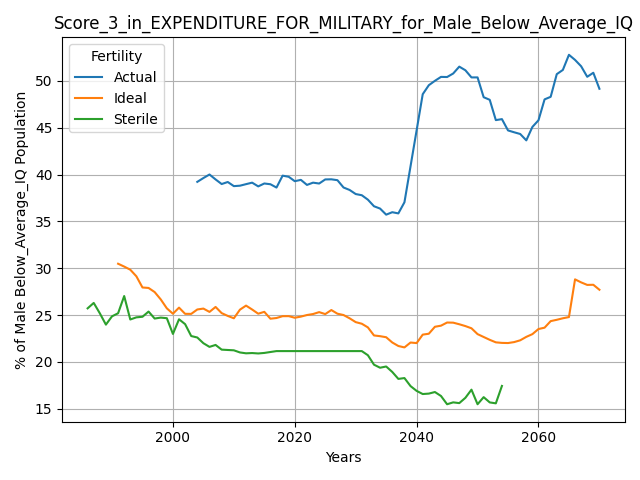 Score_3_in_EXPENDITURE_FOR_MILITARY_for_Male_Below_Average_IQ
Fertility
Actual
Ideal
Sterile
% of Male Below_Average_IQ Population
50
45
40
35
30
25
20
15
2000
2020
2040
2060
Years